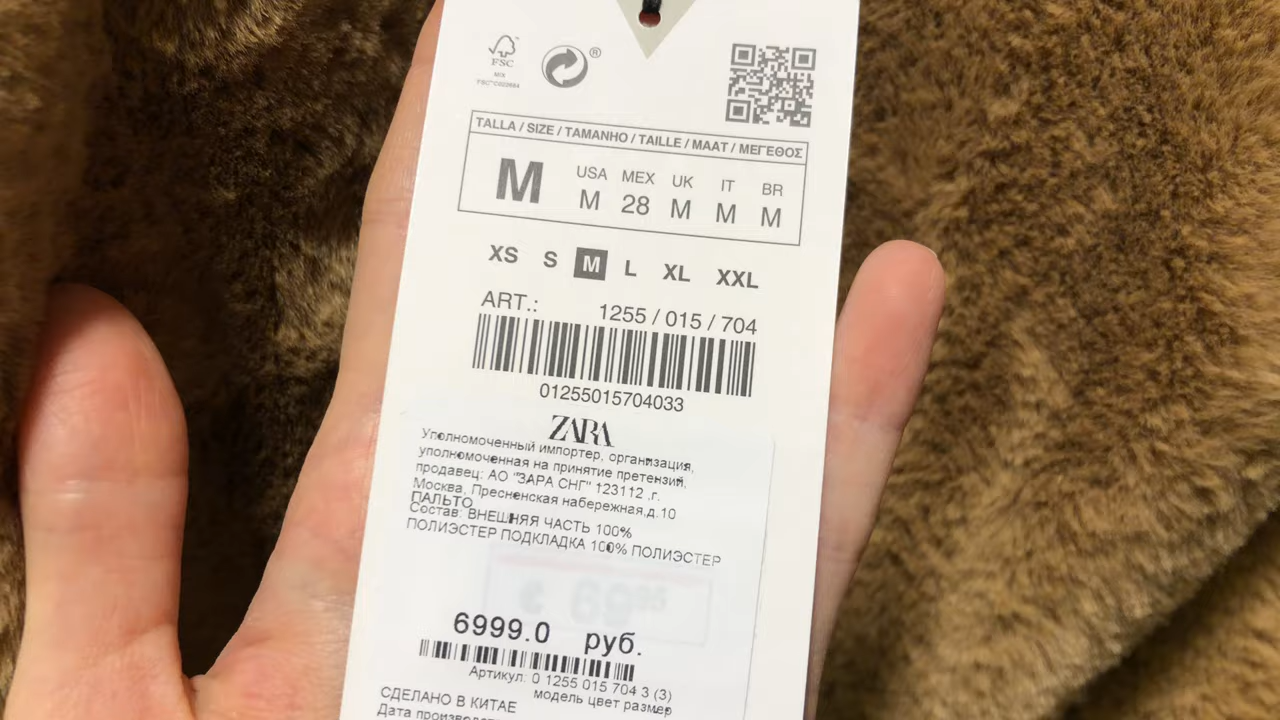 FSC
MIX
FSC™C022664
®
TALLA / SIZE / TAMANHO / TAILLE / MAAT / ΜΕΓΕΘΟΣ
M
USA MEX UK IT BR
M 28 M M M
XS S M L XL XXL
ART.: 1255 / 015 / 704
01255015704033
ZARA
Уполномоченный импортер, организация,
уполномоченная на принятие претензий,
продавец: АО "ЗАРА СНГ" 123112 .г.
Москва, Пресненская набережная,д.10
ПАЛЬТО
Состав: ВНЕШНЯЯ ЧАСТЬ 100%
ПОЛИЭСТЕР ПОДКЛАДКА 100% ПОЛИЭСТЕР
6999.0 руб.
Артикул: 0 1255 015 704 3 (3)
модель цвет размер
СДЕЛАНО В КИТАЕ
Дата